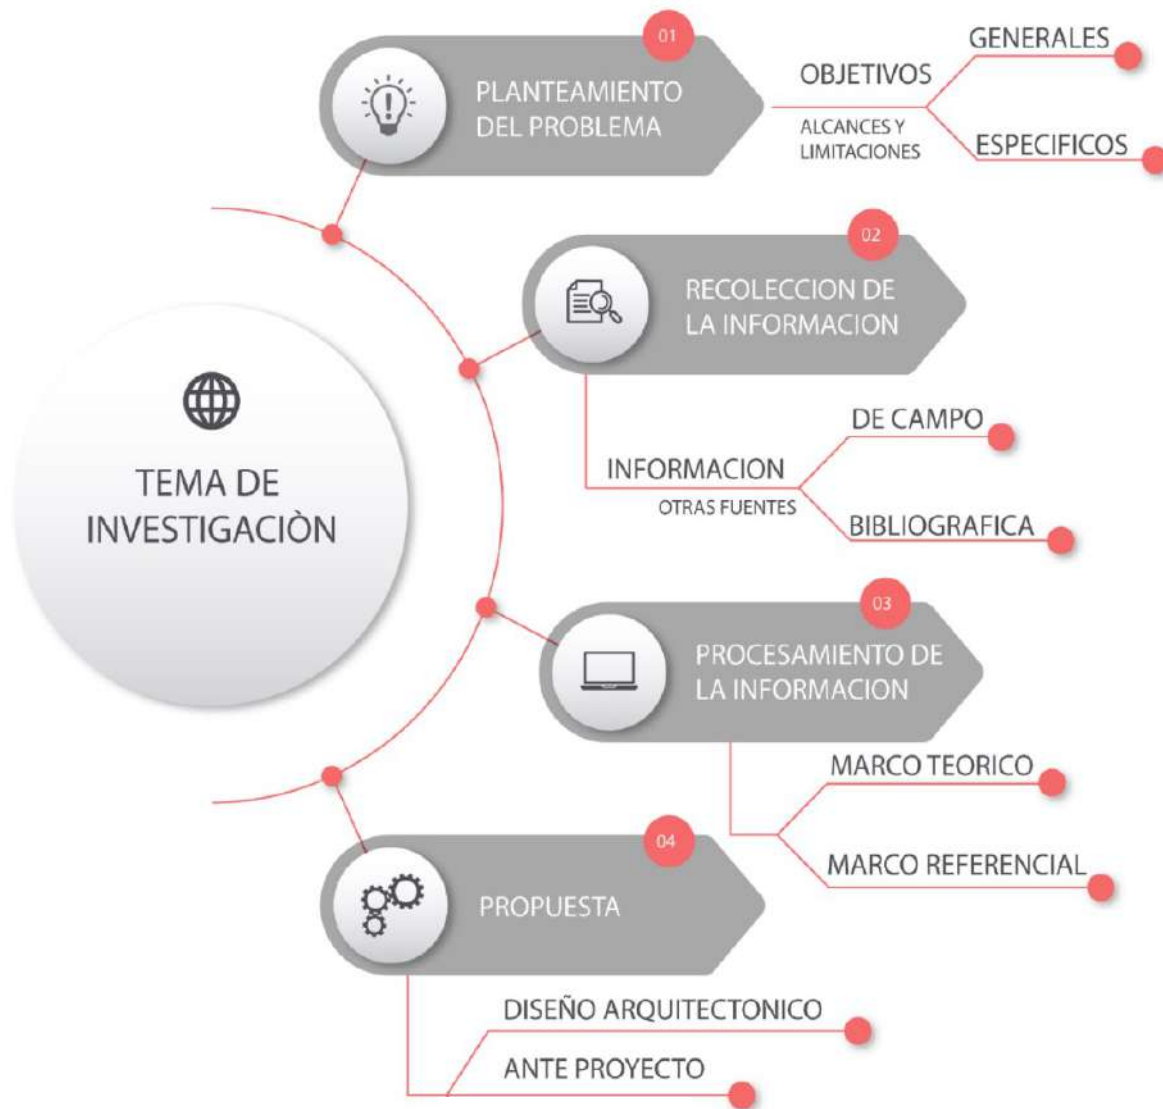 01
PLANTEAMIENTO
DEL PROBLEMA
OBJETIVOS
ALCANCES Y
LIMITACIONES
GENERALES
ESPECIFICOS
02
RECOLECCION DE
LA INFORMACION
INFORMACION
OTRAS FUENTES
DE CAMPO
BIBLIOGRAFICA
TEMA DE
INVESTIGACIÒN
03
PROCESAMIENTO DE
LA INFORMACION
MARCO TEORICO
MARCO REFERENCIAL
04
PROPUESTA
DISEÑO ARQUITECTONICO
ANTE PROYECTO